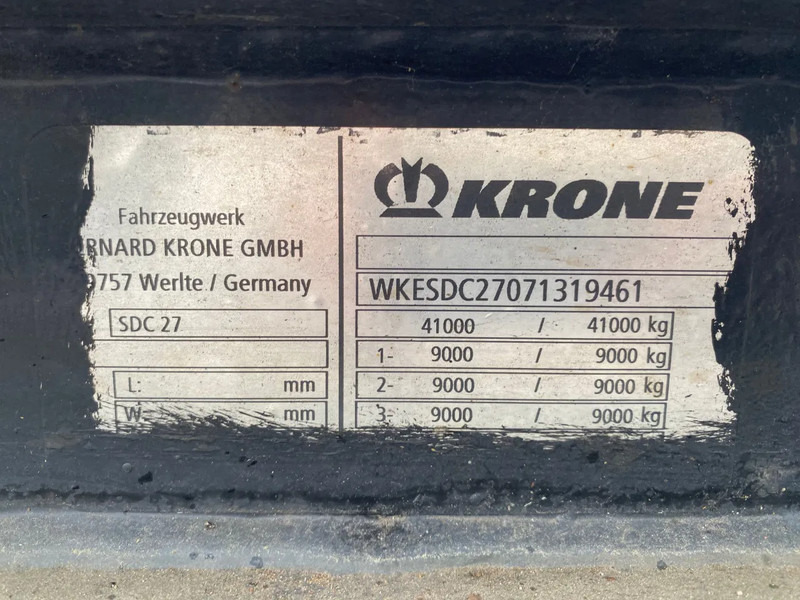 Fahrzeugwerk
RNARD KRONE GMBH
9757 Werlte / Germany
SDC 27
L: mm
W: mm
KRONE
WKESDC27071319461
41000 / 41000 kg
1- 9000 / 9000 kg
2- 9000 / 9000 kg
3- 9000 / 9000 kg